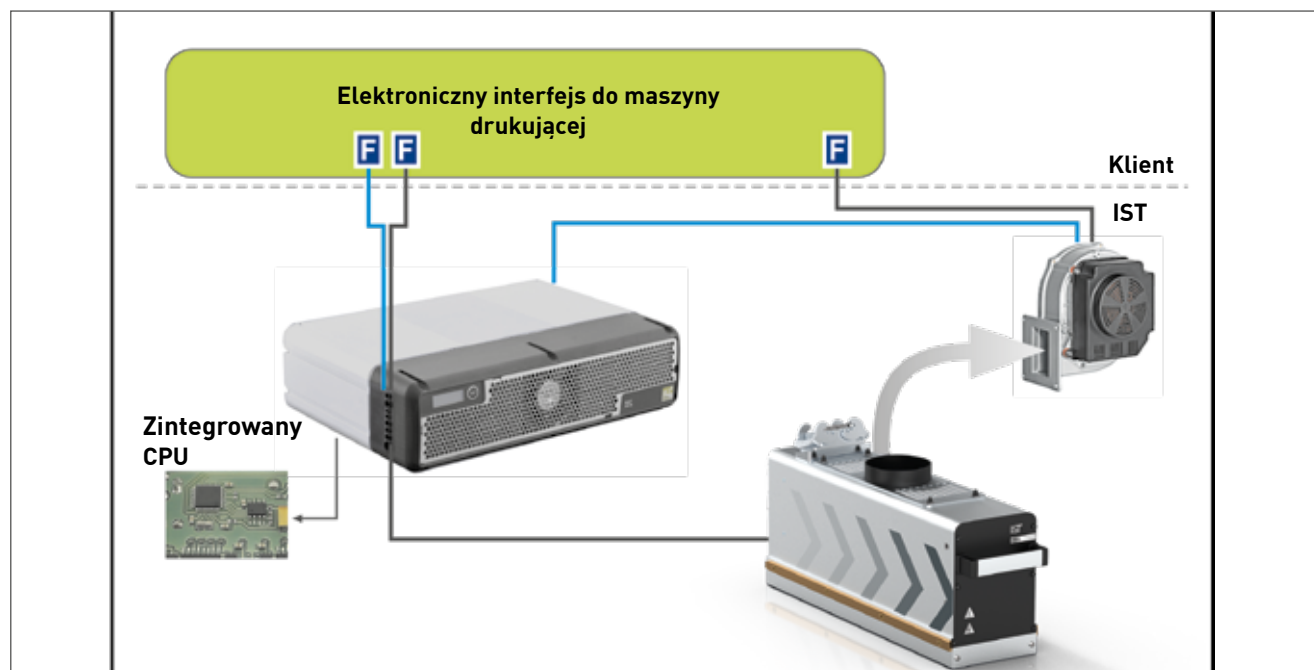 Elektroniczny interfejs do maszyny
drukującej
F F F
Klient
IST
Zintegrowany
CPU